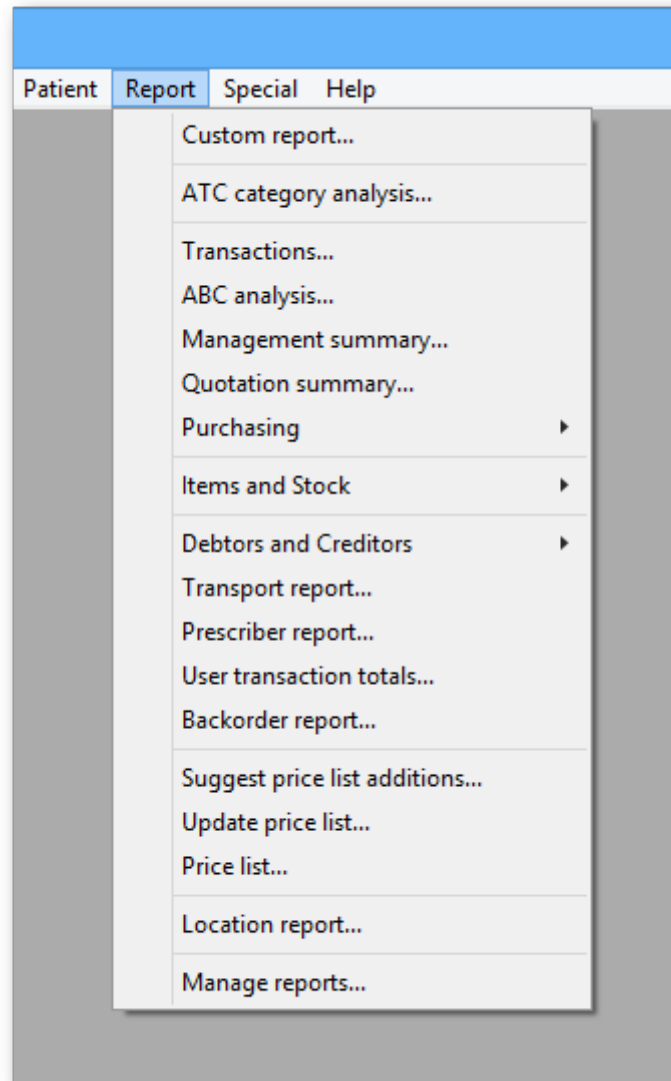 Patient Report Special Help
Custom report...
ATC category analysis...
Transactions...
ABC analysis...
Management summary...
Quotation summary...
Purchasing
Items and Stock
Debtors and Creditors
Transport report...
Prescriber report...
User transaction totals...
Backorder report...
Suggest price list additions...
Update price list...
Price list...
Location report...
Manage reports...